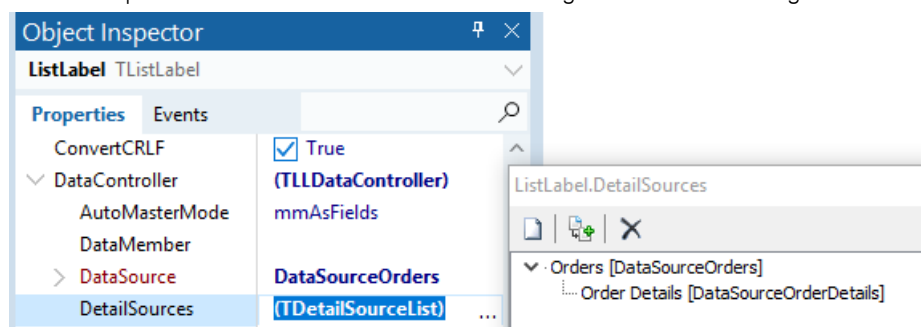 Object Inspector
ListLabel TListLabel
Properties Events
ConvertCRLF True
DataController (TLLDataController)
AutoMasterMode mmAsFields
DataMember
DataSource DataSourceOrders
DetailSources (TDetailSourceList) ...
ListLabel.DetailSources
Orders [DataSourceOrders]
Order Details [DataSourceOrderDetails]